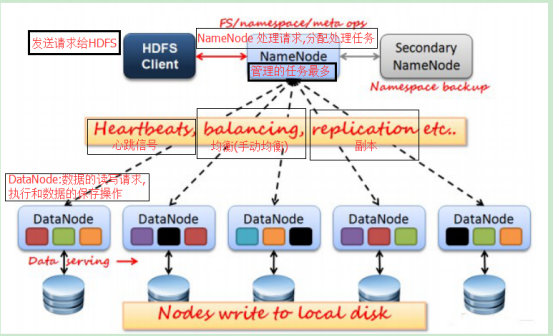 FS/namespace/meta ops
发送请求给HDFS
HDFS
Client
NameNode 处理请求,分配处理任务
NameNode
管理的任务最多
Secondary
NameNode
Namespace backup
Heartbeats, balancing, replication etc..
心跳信号
均衡(手动均衡)
副本
DataNode:数据的读写请求,
执行和数据的保存操作
DataNode
DataNode
DataNode
DataNode
DataNode
Data serving
Nodes write to local disk